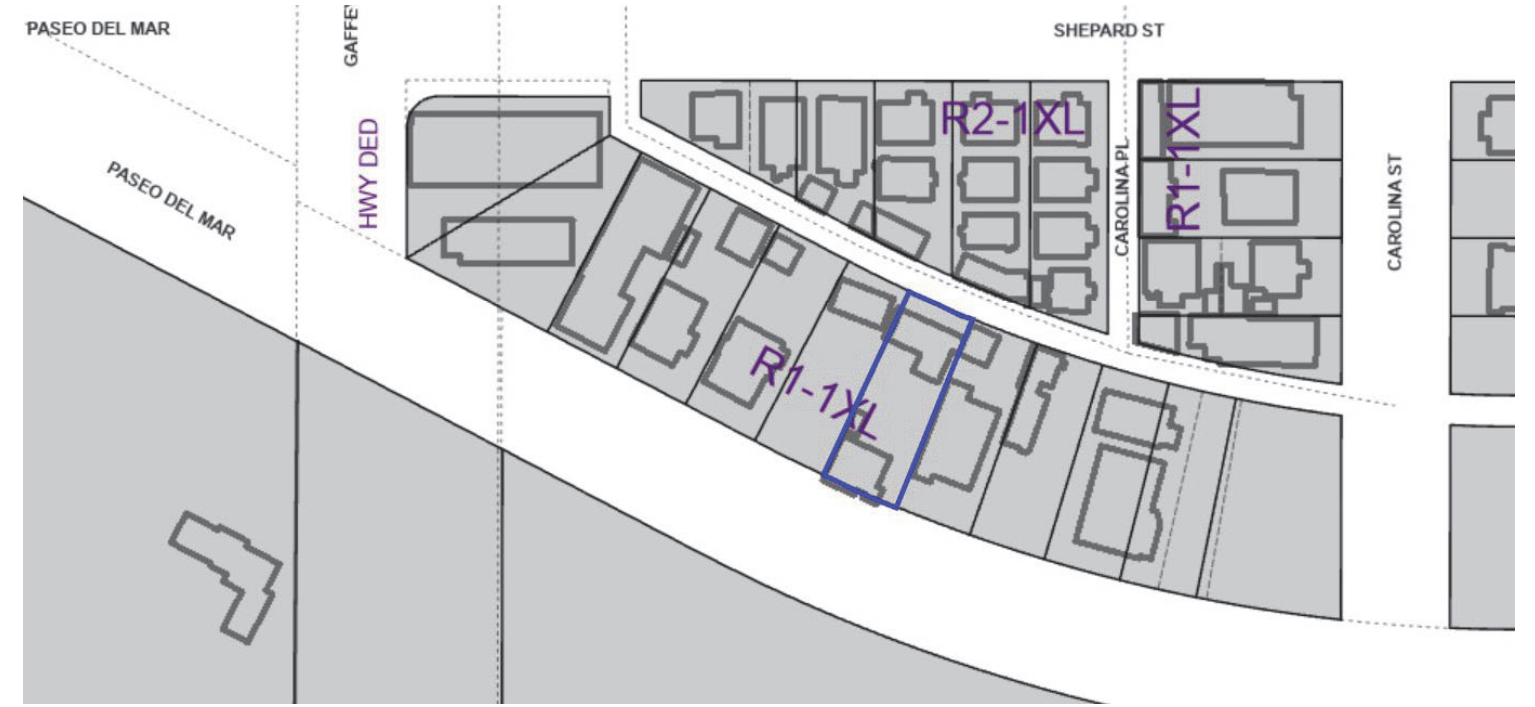 PASEO DEL MAR
GAFFE
SHEPARD ST
HWY DED
R2-1XL
R1-1XL
CAROLINA PL
CAROLINA ST
PASEO DEL MAR
R1-1XL